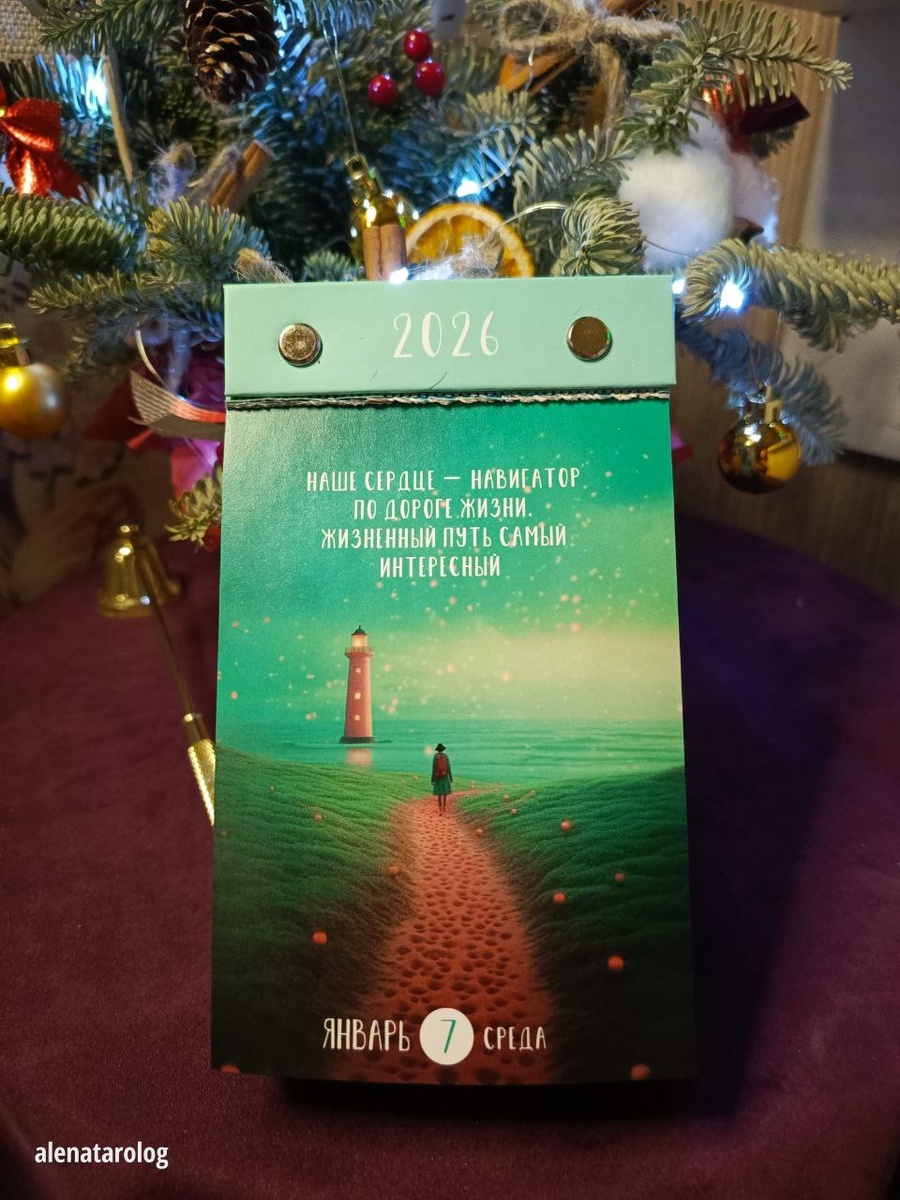 2026
НАШЕ СЕРДЦЕ – НАВИГАТОР
ПО ДОРОГЕ ЖИЗНИ.
ЖИЗНЕННЫЙ ПУТЬ САМЫЙ
ИНТЕРЕСНЫЙ
ЯНВАРЬ 7 СРЕДА
alenatarolog